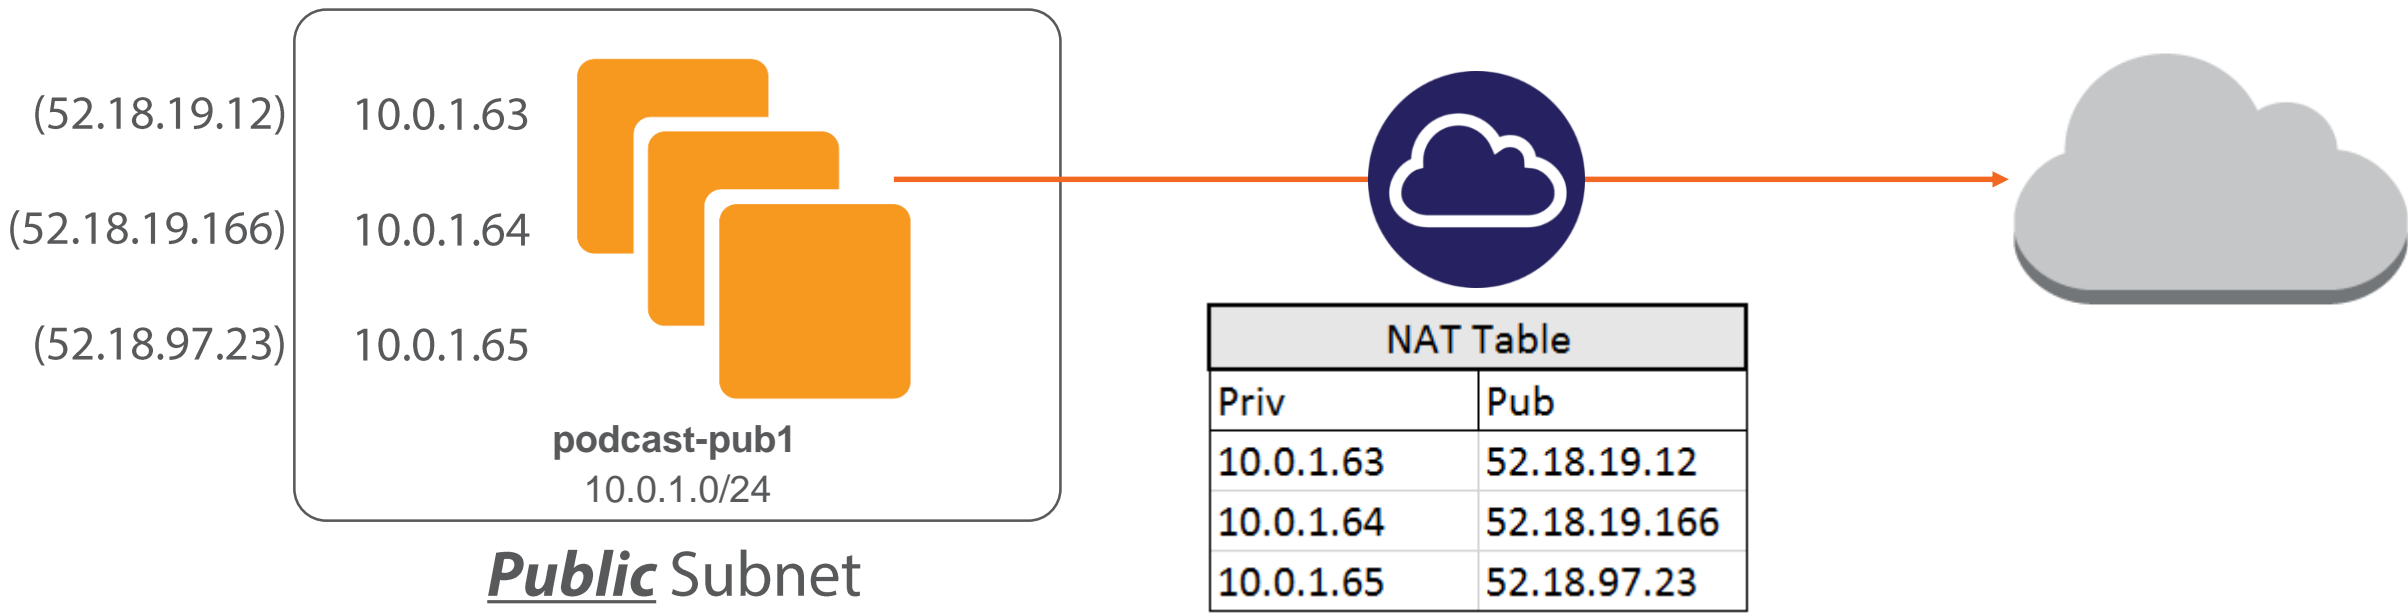 (52.18.19.12) 10.0.1.63
(52.18.19.166) 10.0.1.64
(52.18.97.23) 10.0.1.65
podcast-pub1
10.0.1.0/24
Public Subnet
NAT Table
Priv Pub
10.0.1.63 52.18.19.12
10.0.1.64 52.18.19.166
10.0.1.65 52.18.97.23